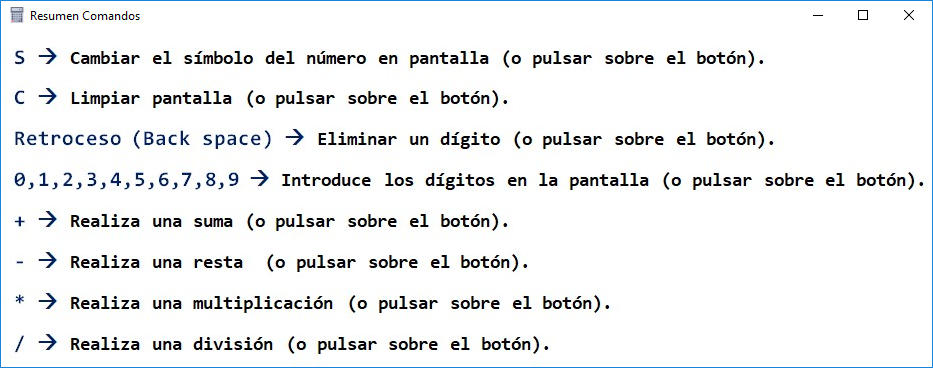 Resumen Comandos
S → Cambiar el símbolo del número en pantalla (o pulsar sobre el botón).
C → Limpiar pantalla (o pulsar sobre el botón).
Retroceso (Back space) → Eliminar un dígito (o pulsar sobre el botón).
0,1,2,3,4,5,6,7,8,9 → Introduce los dígitos en la pantalla (o pulsar sobre el botón).
+ → Realiza una suma (o pulsar sobre el botón).
- → Realiza una resta  (o pulsar sobre el botón).
* → Realiza una multiplicación (o pulsar sobre el botón).
/ → Realiza una división (o pulsar sobre el botón).